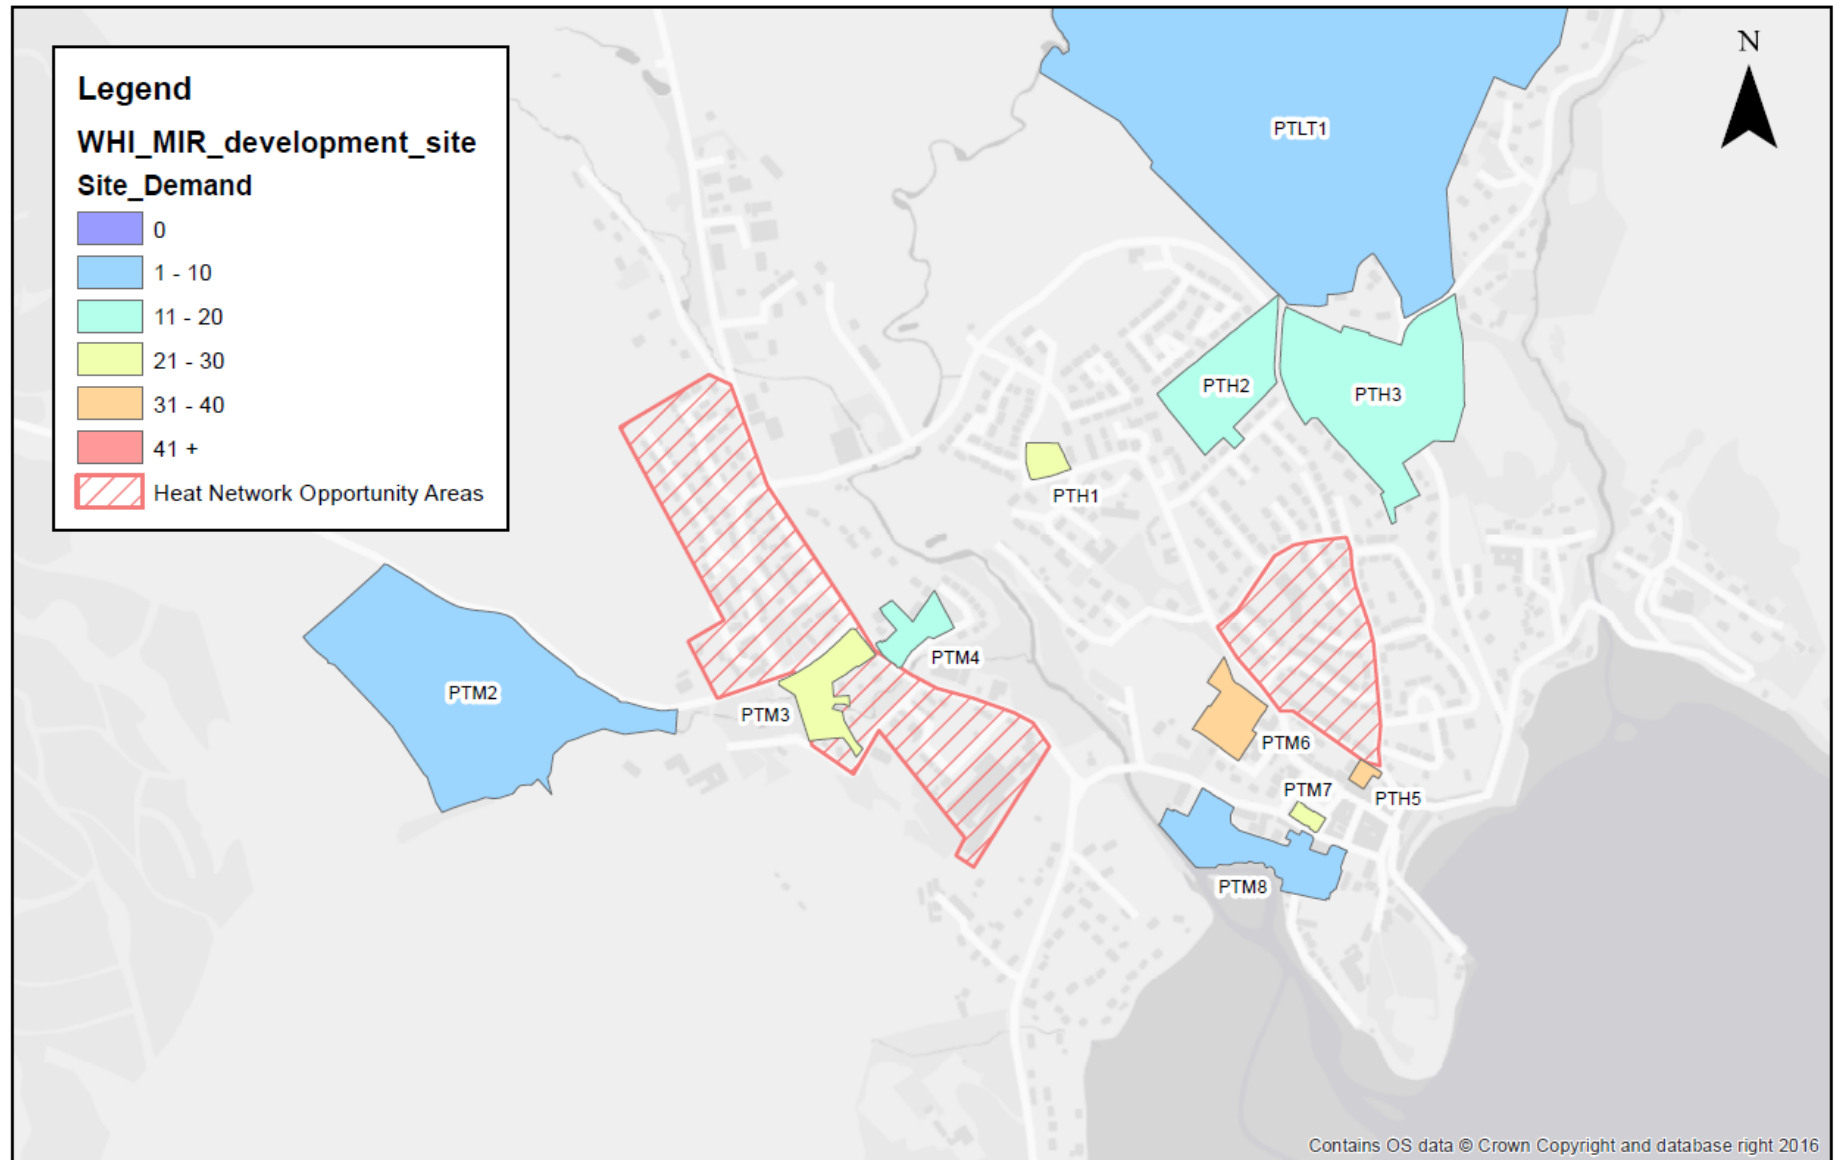 N
Legend
WHI_MIR_development_site
Site_Demand
0
1 - 10
11 - 20
21 - 30
31 - 40
41 +
Heat Network Opportunity Areas
PTLT1
PTH2
PTH3
PTH1
PTM4
PTM2
PTM3
PTM6
PTM7
PTH5
PTM8
Contains OS data © Crown Copyright and database right 2016